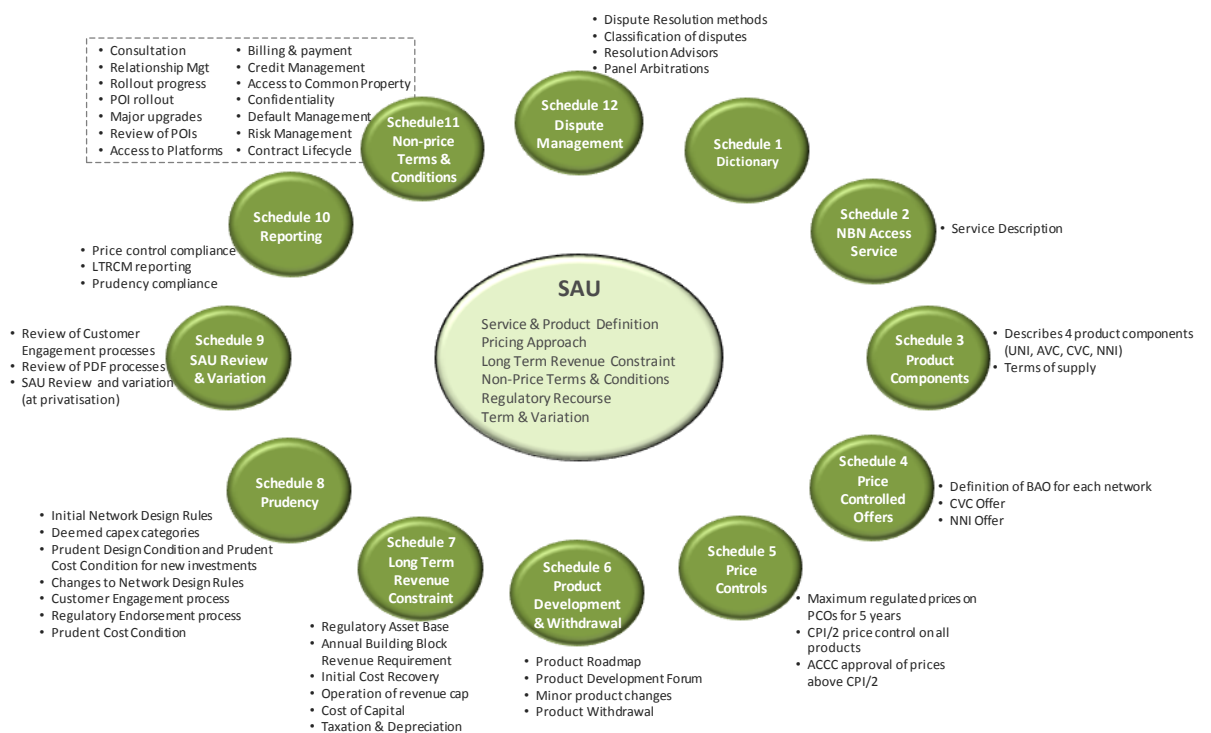 • Dispute Resolution methods
• Classification of disputes
• Resolution Advisors
• Panel Arbitrations
• Consultation
• Relationship Mgt
• Rollout progress
• POI rollout
• Major upgrades
• Review of POIs
• Access to Platforms
• Billing & payment
• Credit Management
• Access to Common Property
• Confidentiality
• Default Management
• Risk Management
• Contract Lifecycle
Schedule11
Non-price
Terms &
Conditions
Schedule 12
Dispute
Management
Schedule 1
Dictionary
Schedule 2
NBN Access
Service
• Service Description
Schedule 10
Reporting
• Price control compliance
• LTRCM reporting
• Prudency compliance
SAU
Service & Product Definition
Pricing Approach
Long Term Revenue Constraint
Non-Price Terms & Conditions
Regulatory Recourse
Term & Variation
Schedule 3
Product
Components
• Describes 4 product components
(UNI, AVC, CVC, NNI)
• Terms of supply
Schedule 9
SAU Review
& Variation
• Review of Customer
Engagement processes
• Review of PDF processes
• SAU Review and variation
(at privatisation)
Schedule 4
Price
Controlled
Offers
• Definition of BAO for each network
• CVC Offer
• NNI Offer
Schedule 8
Prudency
• Initial Network Design Rules
• Deemed capex categories
• Prudent Design Condition and Prudent
Cost Condition for new investments
• Changes to Network Design Rules
• Customer Engagement process
• Regulatory Endorsement process
• Prudent Cost Condition
Schedule 7
Long Term
Revenue
Constraint
• Regulatory Asset Base
• Annual Building Block
Revenue Requirement
• Initial Cost Recovery
• Operation of revenue cap
• Cost of Capital
• Taxation & Depreciation
Schedule 6
Product
Development
& Withdrawal
• Product Roadmap
• Product Development Forum
• Minor product changes
• Product Withdrawal
Schedule 5
Price
Controls
• Maximum regulated prices on
PCOs for 5 years
• CPI/2 price control on all
products
• ACCC approval of prices
above CPI/2